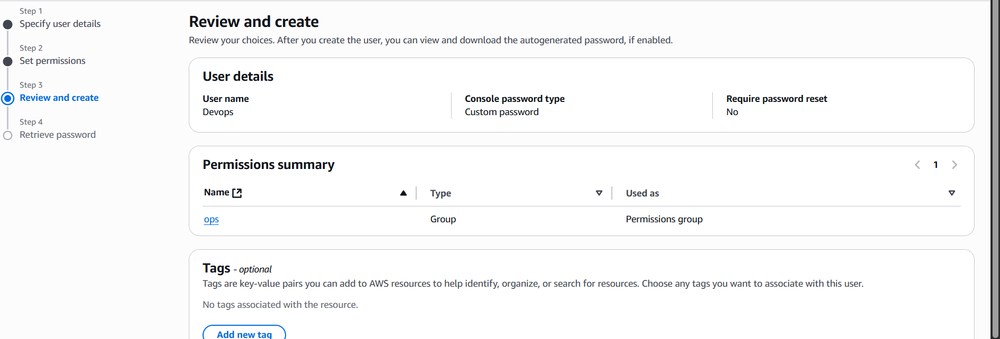 Step 1
Specify user details
Step 2
Set permissions
Step 3
Review and create
Step 4
Retrieve password
Review and create
Review your choices. After you create the user, you can view and download the autogenerated password, if enabled.
User details
User name
Devops
Console password type
Custom password
Require password reset
No
Permissions summary
1
Name Type Used as
ops Group Permissions group
Tags - optional
Tags are key-value pairs you can add to AWS resources to help identify, organize, or search for resources. Choose any tags you want to associate with this user.
No tags associated with the resource.
Add new tag